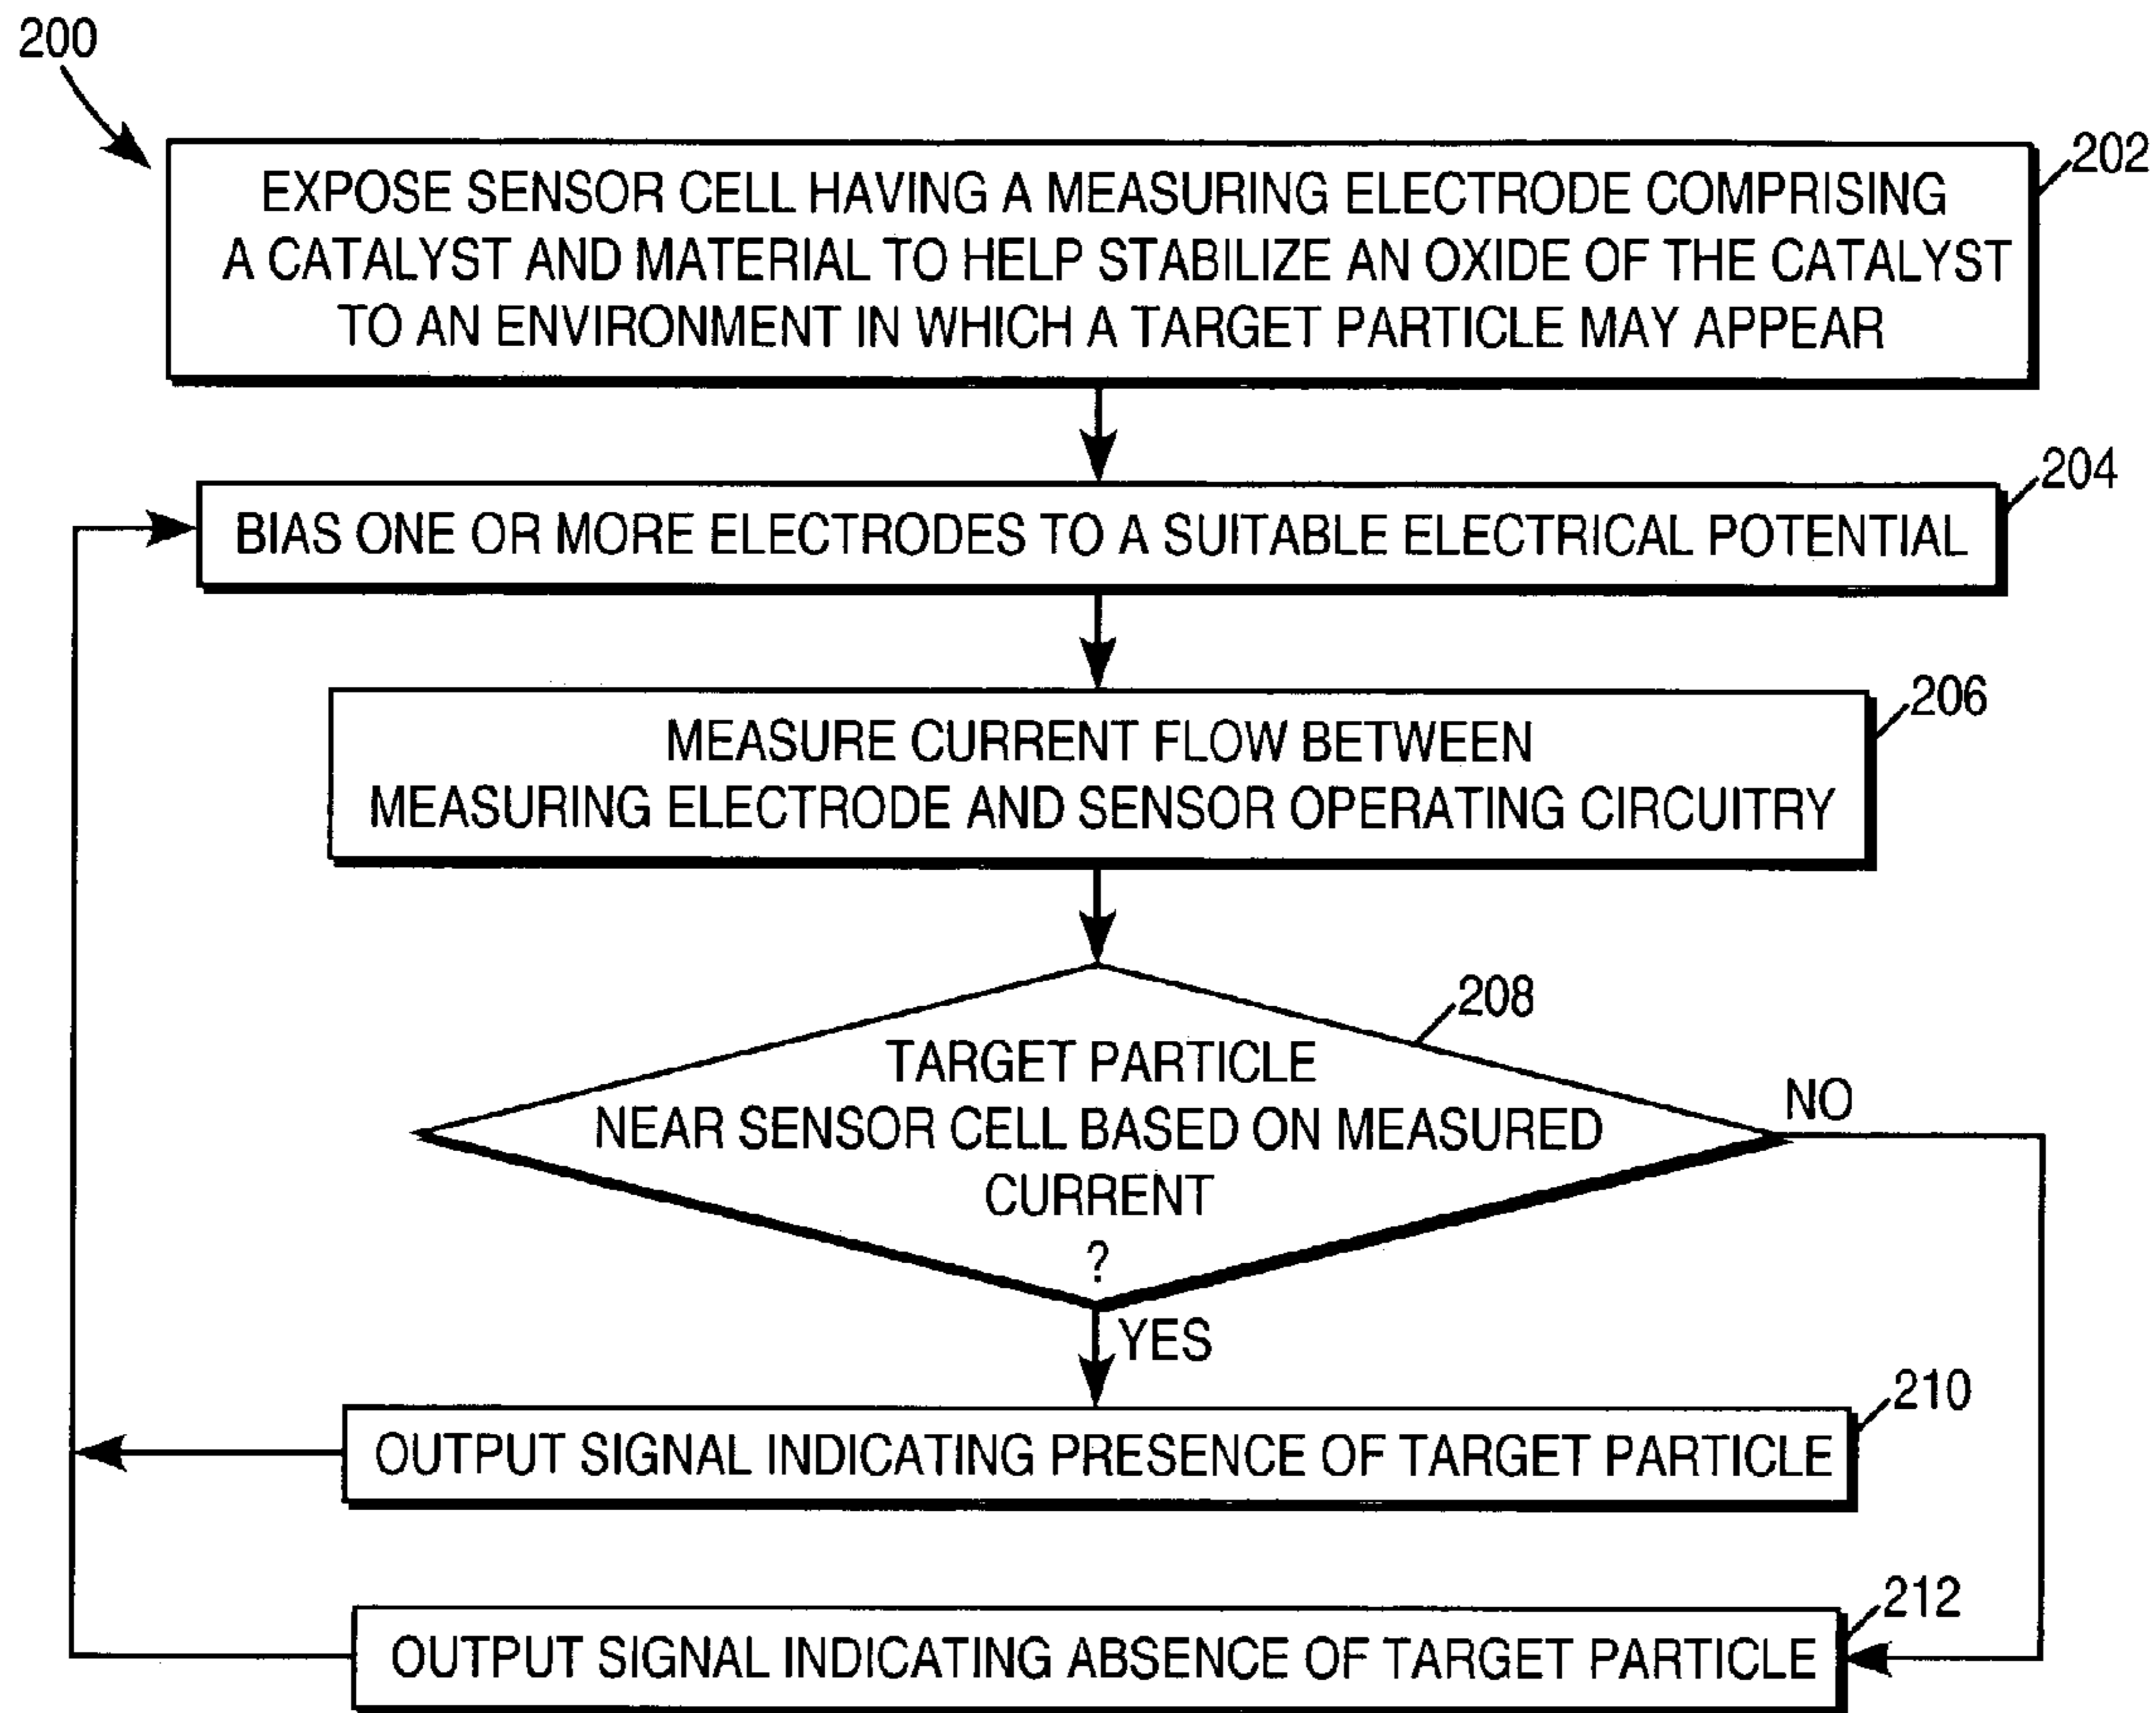 200
202
EXPOSE SENSOR CELL HAVING A MEASURING ELECTRODE COMPRISING
A CATALYST AND MATERIAL TO HELP STABILIZE AN OXIDE OF THE CATALYST
TO AN ENVIRONMENT IN WHICH A TARGET PARTICLE MAY APPEAR
204
BIAS ONE OR MORE ELECTRODES TO A SUITABLE ELECTRICAL POTENTIAL
206
MEASURE CURRENT FLOW BETWEEN
MEASURING ELECTRODE AND SENSOR OPERATING CIRCUITRY
208
TARGET PARTICLE
NEAR SENSOR CELL BASED ON MEASURED
CURRENT
?
NO
YES
210
OUTPUT SIGNAL INDICATING PRESENCE OF TARGET PARTICLE
212
OUTPUT SIGNAL INDICATING ABSENCE OF TARGET PARTICLE